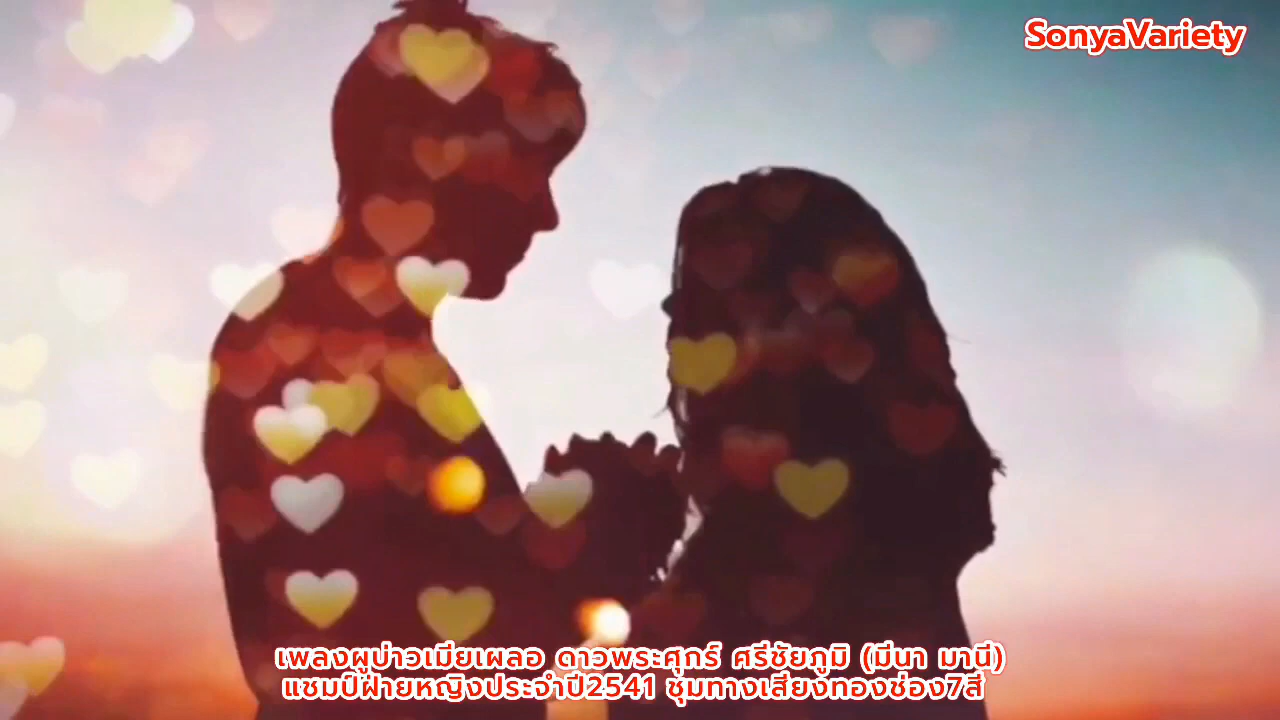 SonyaVariety
เพลงผูบ่าวเมียเผลอ ดาวพระศุกร์ ศรีชัยภูมิ (มีนา มานี)
แชมป์ฝ่ายหญิงประจำปี2541 ชุมทางเสียงทองช่อง7สี